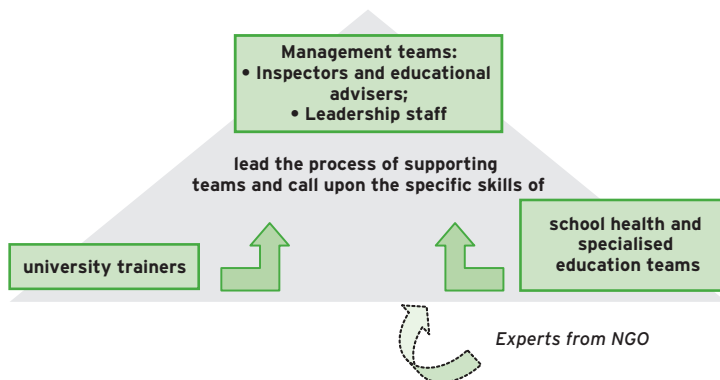 Management teams:
• Inspectors and educational
advisers;
• Leadership staff
lead the process of supporting
teams and call upon the specific skills of
university trainers
school health and
specialised
education teams
Experts from NGO